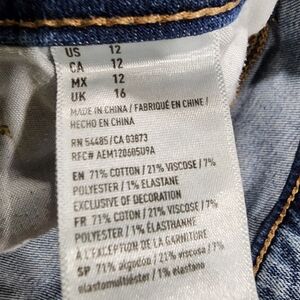 US 12
CA 12
MX 12
UK 16
MADE IN CHINA / FABRIQUÉ EN CHINE /
HECHO EN CHINA
RN 54485 / CA 03873
RFC# AEM120605U9A
EN 71% COTTON / 21% VISCOSE / 7%
POLYESTER / 1% ELASTANE
EXCLUSIVE OF DECORATION
FR 71% COTON / 21% VISCOSE / 7%
POLYESTER / 1% ÉLASTHANNE
À L'EXCEPTION DE LA GARNITURE
SP 71% algodón / 21% viscosa / 7%
elastomultiéster / 1% elastano